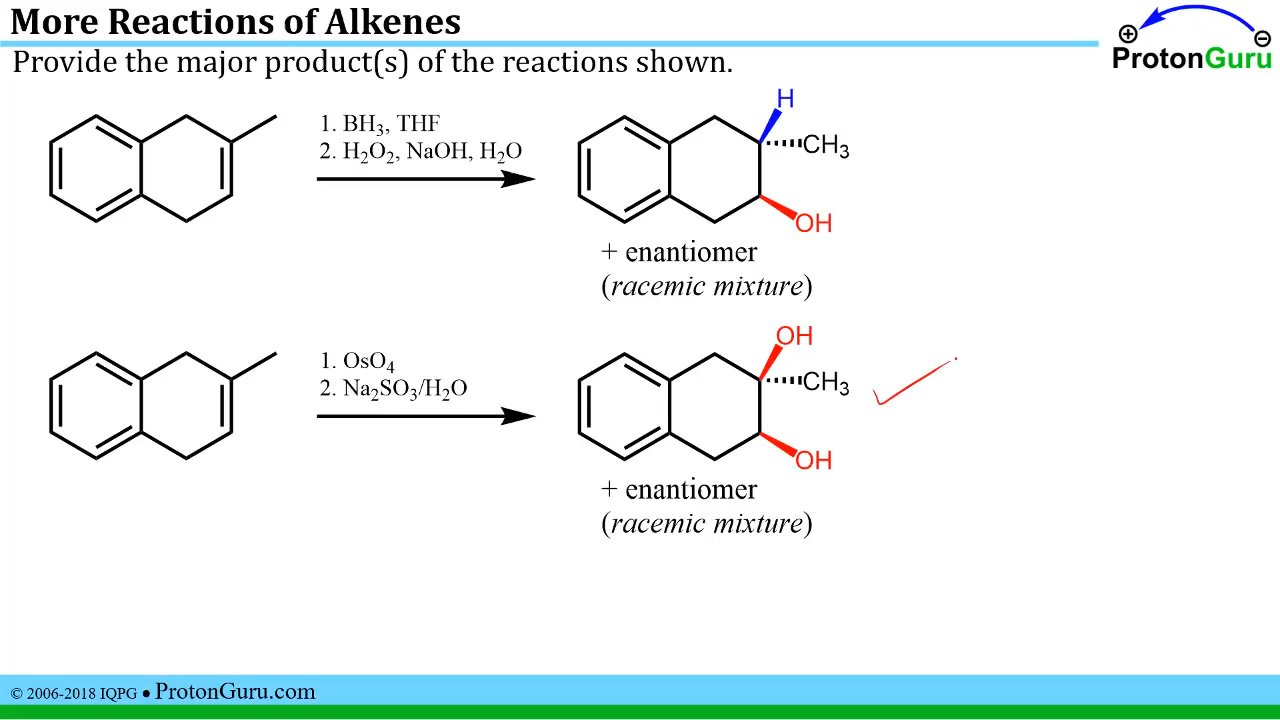 More Reactions of Alkenes
⊕ ⊖
ProtonGuru
Provide the major product(s) of the reactions shown.
1. BH₃, THF
2. H₂O₂, NaOH, H₂O
H
CH₃
OH
+ enantiomer
(racemic mixture)
1. OsO₄
2. Na₂SO₃/H₂O
OH
CH₃
OH
+ enantiomer
(racemic mixture)
© 2006-2018 IQPG ● ProtonGuru.com